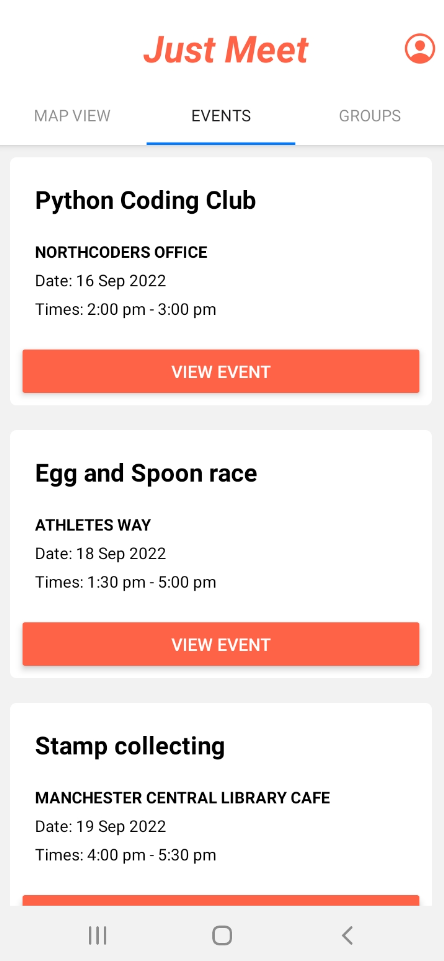 Just Meet
MAP VIEW
EVENTS
GROUPS
Python Coding Club
NORTHCODERS OFFICE
Date: 16 Sep 2022
Times: 2:00 pm - 3:00 pm
VIEW EVENT
Egg and Spoon race
ATHLETES WAY
Date: 18 Sep 2022
Times: 1:30 pm - 5:00 pm
VIEW EVENT
Stamp collecting
MANCHESTER CENTRAL LIBRARY CAFE
Date: 19 Sep 2022
Times: 4:00 pm - 5:30 pm